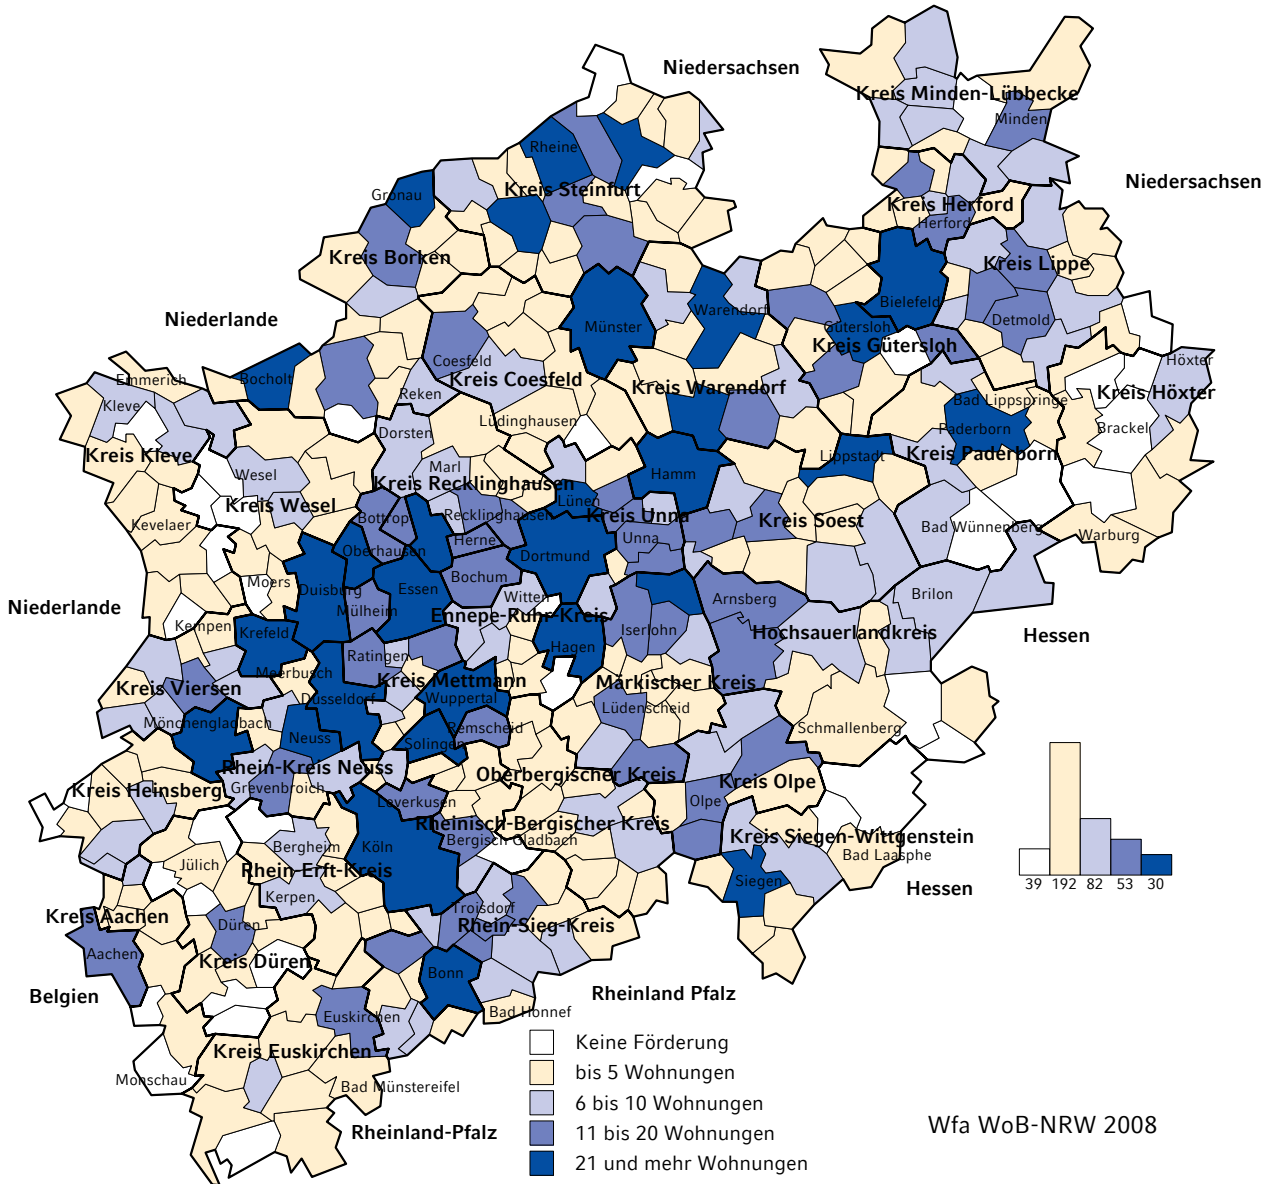 Niedersachsen
Kreis Minden-Lübbecke
Minden
Rheine
Niedersachsen
Gronau
Kreis Steinfurt
Kreis Herford
Herford
Kreis Borken
Kreis Lippe
Bielefeld
Warendorf
Niederlande
Münster
Gütersloh
Detmold
Kreis Gütersloh
Coesfeld
Höxter
Emmerich
Bocholt
Kreis Coesfeld
Kreis Warendorf
Reken
Kreis Höxter
Kleve
Bad Lippspringe
Lüdinghausen
Dorsten
Paderborn
Brackel
Kreis Kleve
Kreis Paderborn
Lippstadt
Marl
Wesel
Hamm
Kreis Recklinghausen
Lünen
Kreis Wesel
Bottrop
Recklinghausen
Kreis Unna
Kreis Soest
Kevelaer
Bad Wünnenberg
Warburg
Herne
Unna
Oberhausen
Dortmund
Moers
Duisburg
Essen
Bochum
Brilon
Witten
Arnsberg
Niederlande
Mülheim
Ennepe-Ruhr-Kreis
Kempen
Krefeld
Iserlohn
Hochsauerlandkreis
Hessen
Ratingen
Hagen
Meerbusch
Kreis Mettmann
Märkischer Kreis
Kreis Viersen
Düsseldorf
Wuppertal
Lüdenscheid
Mönchengladbach
Remscheid
Schmallenberg
Neuss
Solingen
Rhein-Kreis Neuss
Oberbergischer Kreis
Kreis Olpe
Kreis Heinsberg
Grevenbroich
Leverkusen
Olpe
Rheinisch-Bergischer Kreis
Kreis Siegen-Wittgenstein
Bergheim
Köln
Bergisch Gladbach
Bad Laasphe
Jülich
Rhein-Erft-Kreis
Siegen
39 192 82 53 30
Hessen
Kerpen
Troisdorf
Kreis Aachen
Düren
Rhein-Sieg-Kreis
Aachen
Kreis Düren
Bonn
Belgien
Rheinland Pfalz
Bad Honnef
Euskirchen
Keine Förderung
Kreis Euskirchen
bis 5 Wohnungen
Monschau
Bad Münstereifel
6 bis 10 Wohnungen
Wfa WoB-NRW 2008
Rheinland-Pfalz
11 bis 20 Wohnungen
21 und mehr Wohnungen